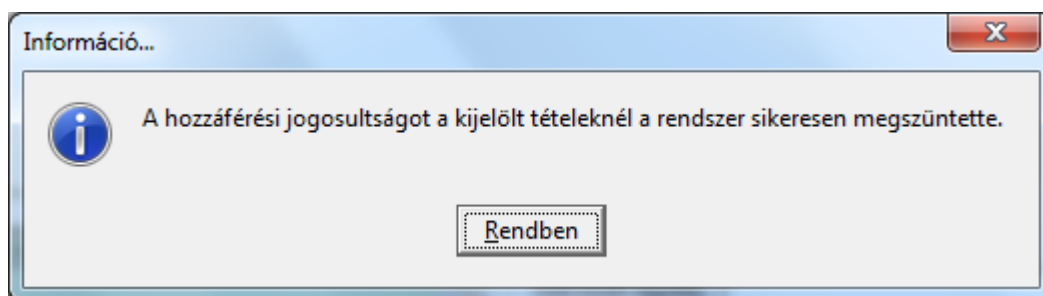 Információ...
A hozzáférési jogosultságot a kijelölt tételeknél a rendszer sikeresen megszüntette.
Rendben